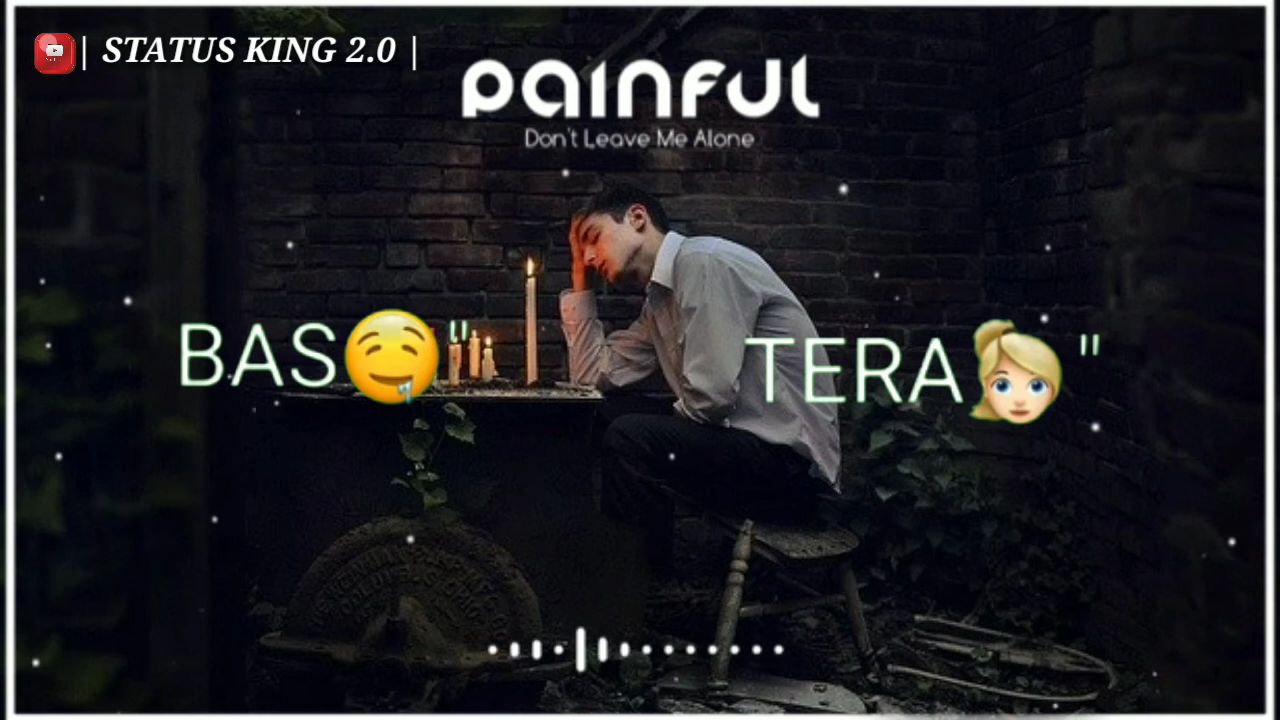 | STATUS KING 2.0 |
PAINFUL
Don't Leave Me Alone
BAS🤤" TERA👱‍♀️"